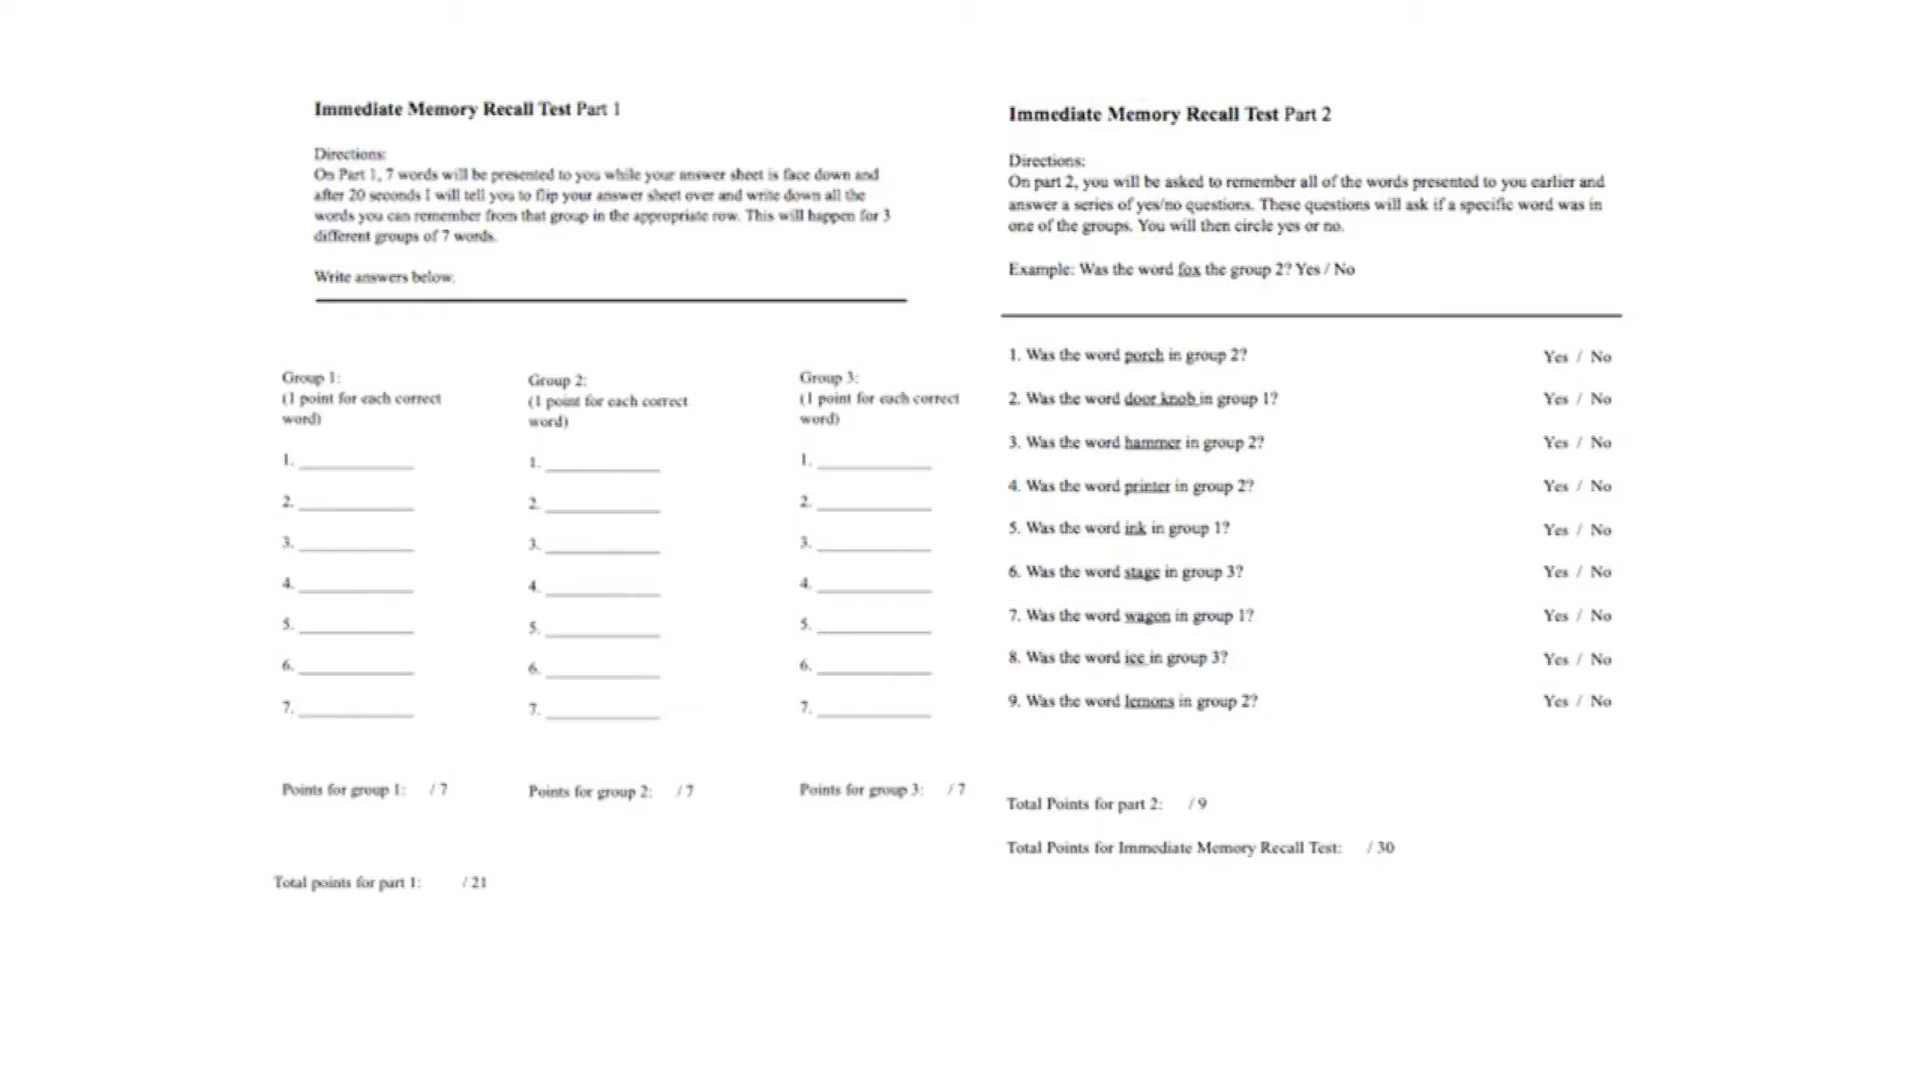 Immediate Memory Recall Test Part 1
Directions:
On Part 1, 7 words will be presented to you while your answer sheet is face down and
after 20 seconds I will tell you to flip your answer sheet over and write down all the
words you can remember from that group in the appropriate row. This will happen for 3
different groups of 7 words.
Write answers below.
Group 1:
(1 point for each correct
word)
1.
2.
3.
4.
5.
6.
7.
Points for group 1: / 7
Group 2:
(1 point for each correct
word)
1.
2.
3.
4.
5.
6.
7.
Points for group 2: / 7
Group 3:
(1 point for each correct
word)
1.
2.
3.
4.
5.
6.
7.
Points for group 3: / 7
Total points for part 1: / 21
Immediate Memory Recall Test Part 2
Directions:
On part 2, you will be asked to remember all of the words presented to you earlier and
answer a series of yes/no questions. These questions will ask if a specific word was in
one of the groups. You will then circle yes or no.
Example: Was the word fox the group 2? Yes / No
1. Was the word porch in group 2? Yes / No
2. Was the word door knob in group 1? Yes / No
3. Was the word hammer in group 2? Yes / No
4. Was the word printer in group 2? Yes / No
5. Was the word ink in group 1? Yes / No
6. Was the word stage in group 3? Yes / No
7. Was the word wagon in group 1? Yes / No
8. Was the word ice in group 3? Yes / No
9. Was the word lemons in group 2? Yes / No
Total Points for part 2: / 9
Total Points for Immediate Memory Recall Test: / 30